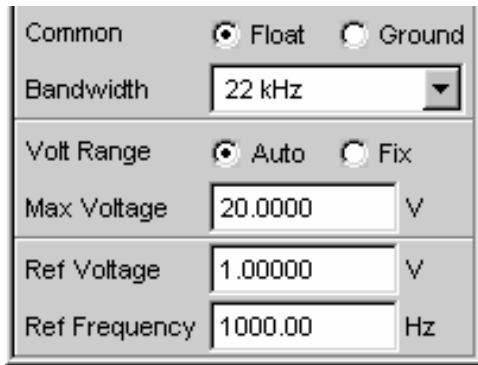 Common Float Ground
Bandwidth 22 kHz
Volt Range Auto Fix
Max Voltage 20.0000 V
Ref Voltage 1.00000 V
Ref Frequency 1000.00 Hz